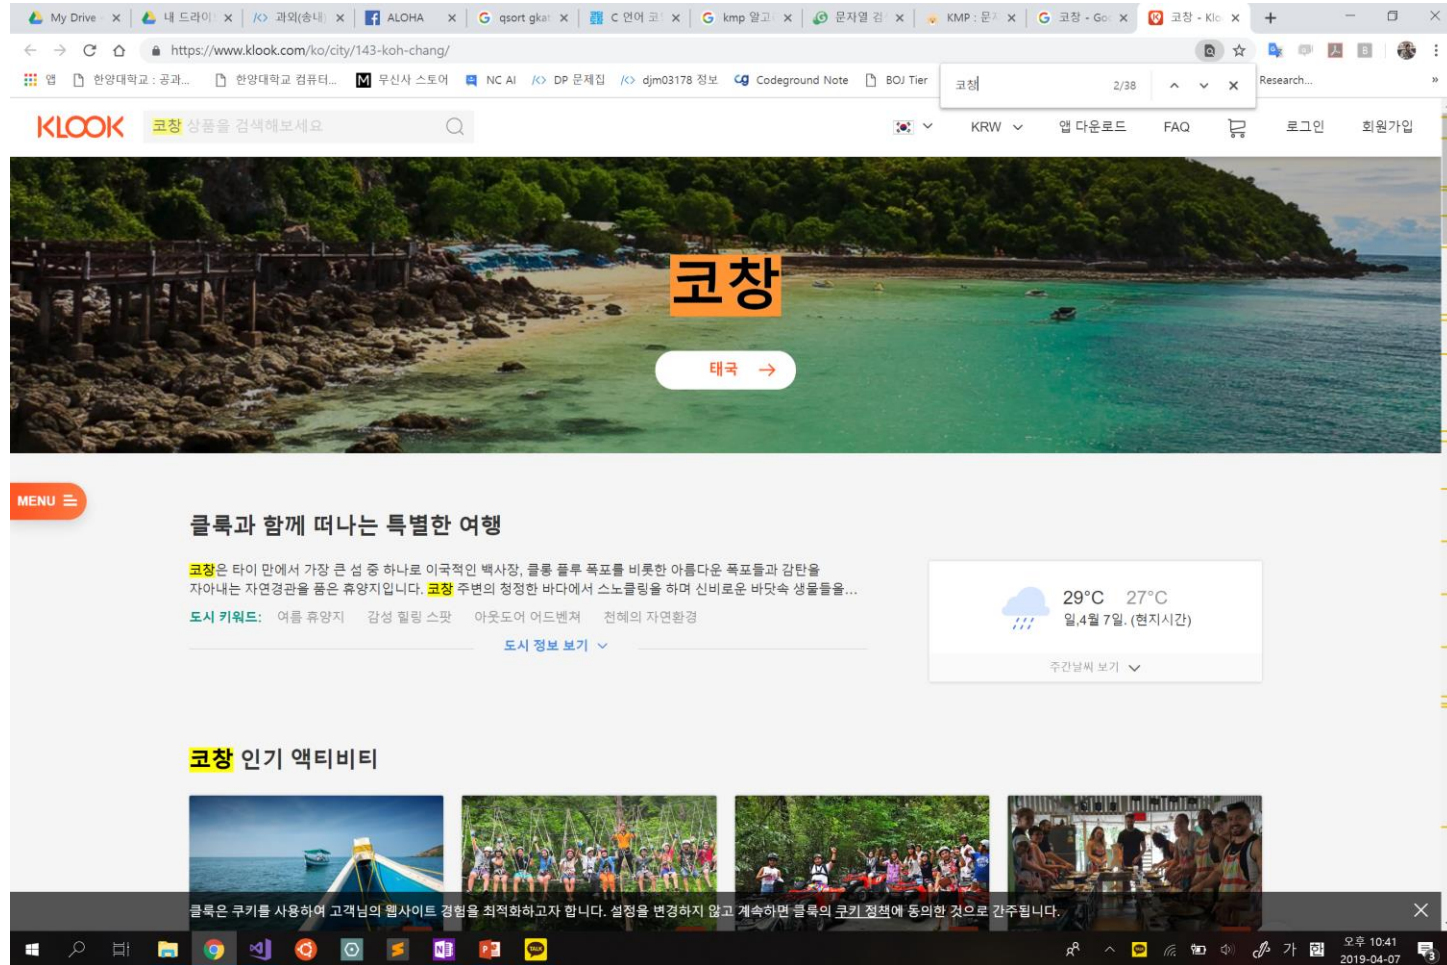 My Drive
내 드라이
과외(송내)
ALOHA
qsort gkat
C 언어 코
kmp 알고
문자열 검
KMP : 문
코창 - Goo
코창 - Klo
https://www.klook.com/ko/city/143-koh-chang/
앱
한양대학교 : 공과...
한양대학교 컴퓨터...
무신사 스토어
NC AI
DP 문제집
djm03178 정보
Codeground Note
BOJ Tier
Research...
»
코창
2/38
KLOOK
코창 상품을 검색해보세요
KRW
앱 다운로드
FAQ
로그인
회원가입
코창
태국 →
MENU
클룩과 함께 떠나는 특별한 여행
코창은 타이 만에서 가장 큰 섬 중 하나로 이국적인 백사장, 클롱 플루 폭포를 비롯한 아름다운 폭포들과 감탄을
자아내는 자연경관을 품은 휴양지입니다. 코창 주변의 청정한 바다에서 스노클링을 하며 신비로운 바닷속 생물들을...
도시 키워드: 여름 휴양지 감성 힐링 스팟 아웃도어 어드벤쳐 천혜의 자연환경
도시 정보 보기
29°C 27°C
일,4월 7일. (현지시간)
주간날씨 보기
코창 인기 액티비티
클룩은 쿠키를 사용하여 고객님의 웹사이트 경험을 최적화하고자 합니다. 설정을 변경하지 않고 계속하면 클룩의 쿠키 정책에 동의한 것으로 간주됩니다.
가
한
오후 10:41
2019-04-07
3